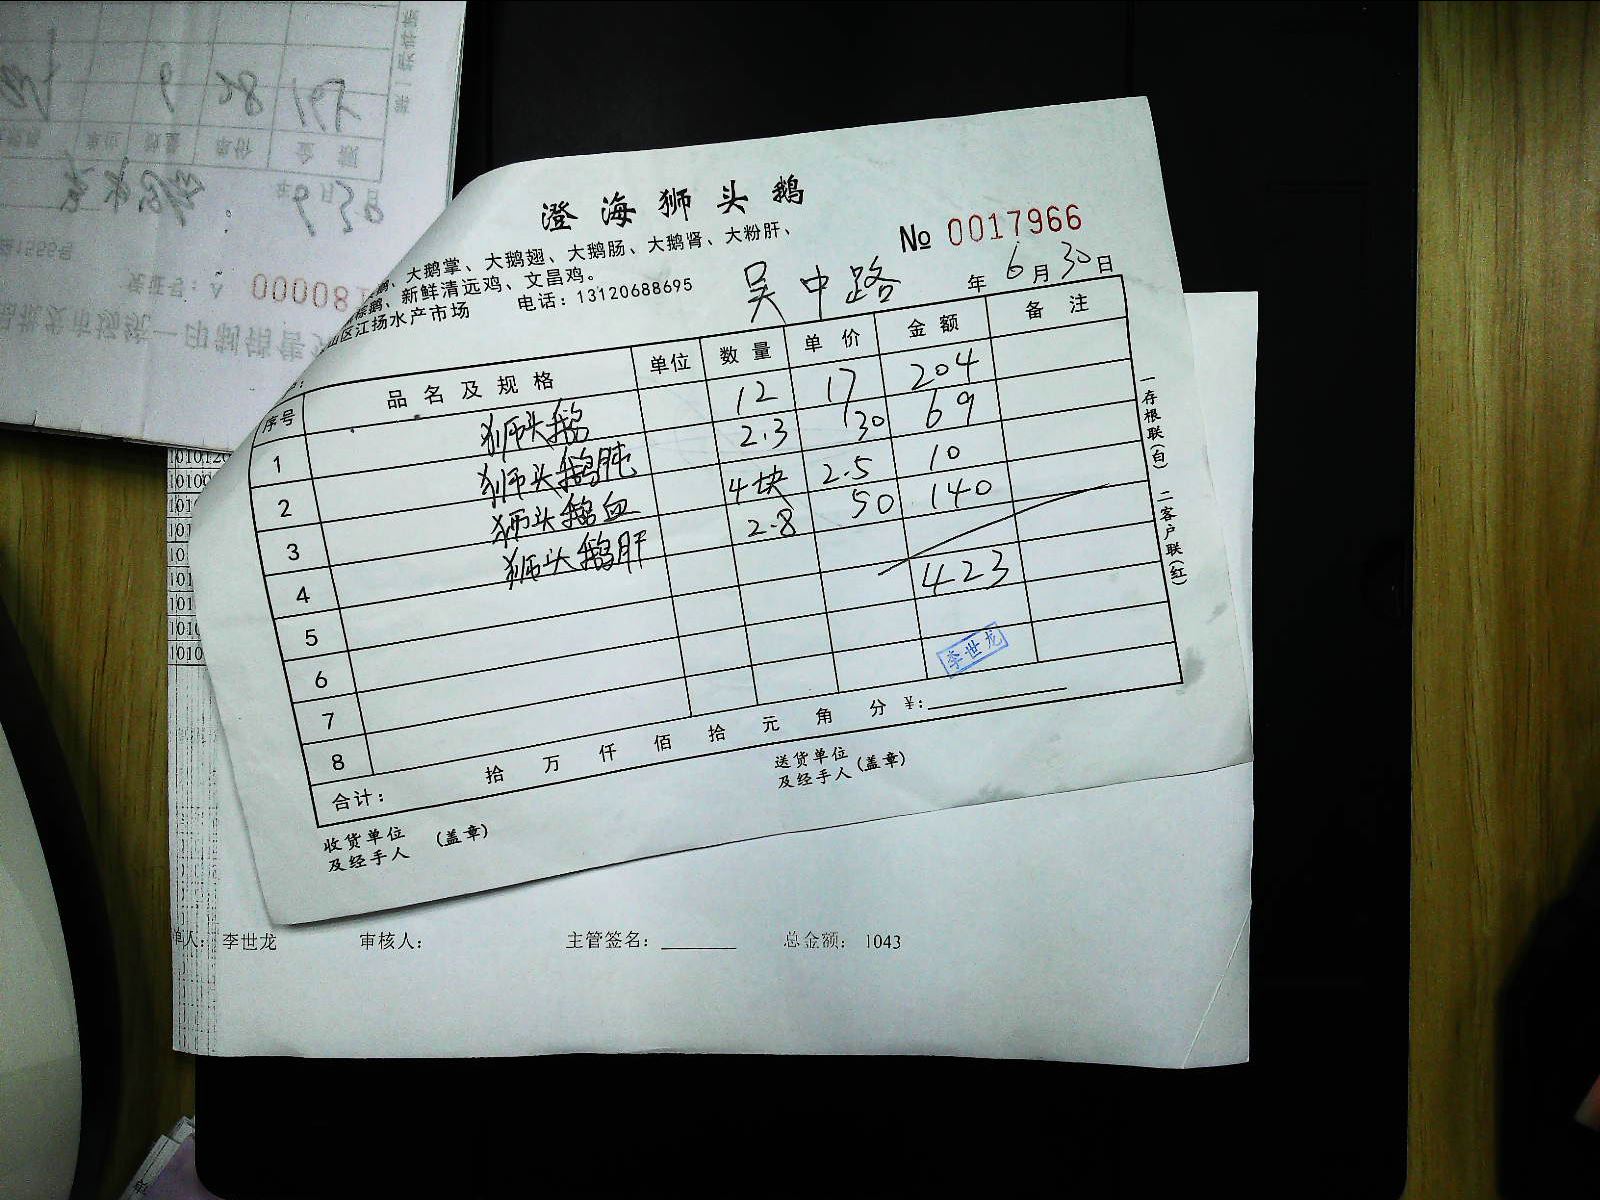 澄海狮头鹅
大鹅掌、大鹅翅、大鹅肠、大鹅肾、大粉肝、
鹅、新鲜清远鸡、文昌鸡。
区江扬水产市场 电话：13120688695
№ 0017966
吴中路 年 6 月 30 日
序号 品名及规格 单位 数量 单价 金额 备注
1 狮头鹅 12 17 204
2 狮头鹅肫 2.3 30 69
3 狮头鹅血 4块 2.5 10
4 狮头鹅肝 2.8 50 140
5 423
6
7 李世龙
8
合计： 拾 万 仟 佰 拾 元 角 分 ¥:
收货单位
及经手人 (盖章)
送货单位
及经手人 (盖章)
一存根联(白) 二客户联(红)
单人： 李世龙 审核人： 主管签名： 总金额： 1043